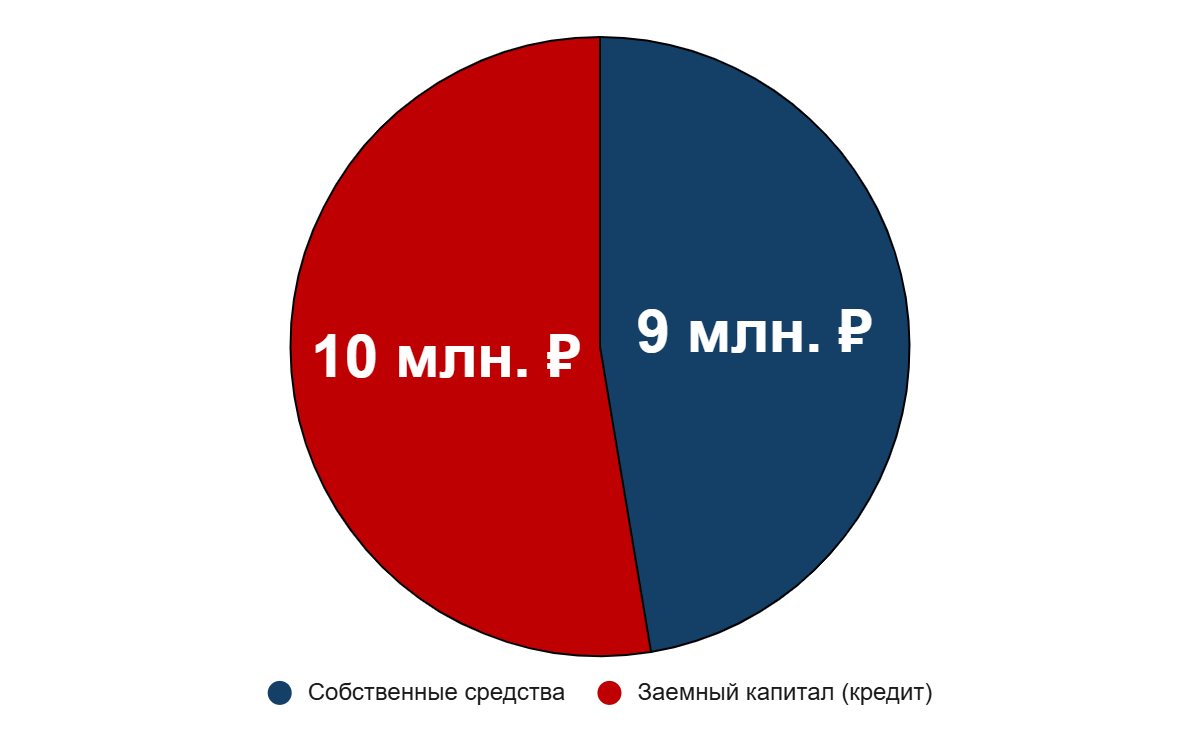 9 млн. ₽
10 млн. ₽
Собственные средства
Заемный капитал (кредит)